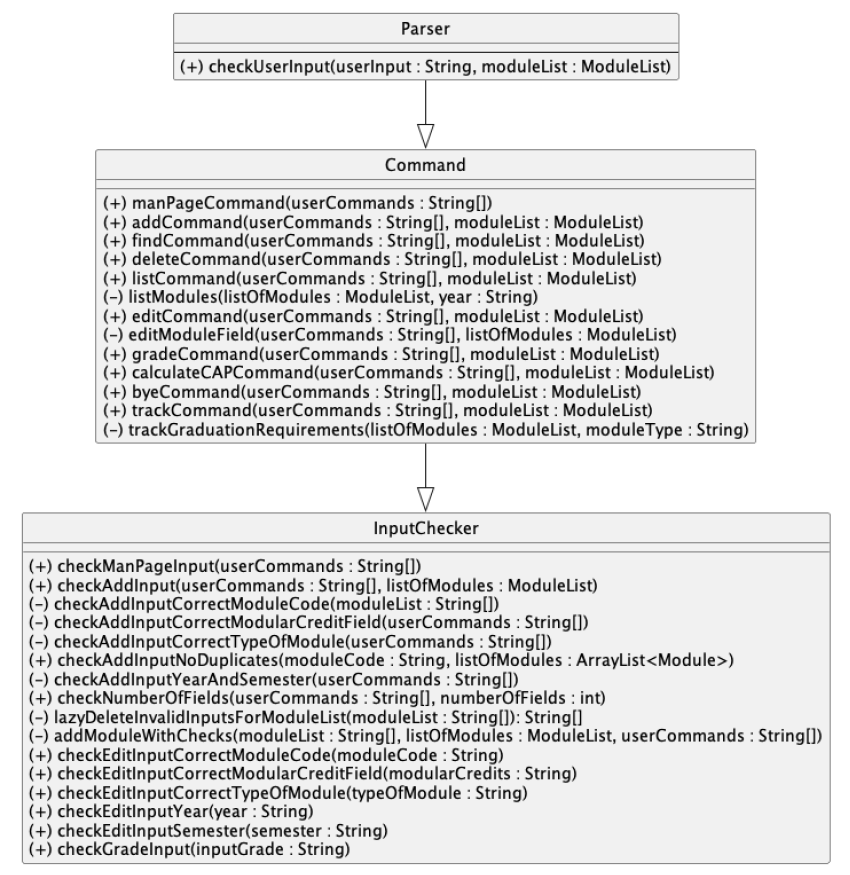 Parser
(+) checkUserInput(userInput : String, moduleList : ModuleList)
Command
(+) manPageCommand(userCommands : String[])
(+) addCommand(userCommands : String[], moduleList : ModuleList)
(+) findCommand(userCommands : String[], moduleList : ModuleList)
(+) deleteCommand(userCommands : String[], moduleList : ModuleList)
(+) listCommand(userCommands : String[], moduleList : ModuleList)
(−) listModules(listOfModules : ModuleList, year : String)
(+) editCommand(userCommands : String[], moduleList : ModuleList)
(−) editModuleField(userCommands : String[], listOfModules : ModuleList)
(+) gradeCommand(userCommands : String[], moduleList : ModuleList)
(+) calculateCAPCommand(userCommands : String[], moduleList : ModuleList)
(+) byeCommand(userCommands : String[], moduleList : ModuleList)
(+) trackCommand(userCommands : String[], moduleList : ModuleList)
(−) trackGraduationRequirements(listOfModules : ModuleList, moduleType : String)
InputChecker
(+) checkManPageInput(userCommands : String[])
(+) checkAddInput(userCommands : String[], listOfModules : ModuleList)
(−) checkAddInputCorrectModuleCode(moduleList : String[])
(−) checkAddInputCorrectModularCreditField(userCommands : String[])
(−) checkAddInputCorrectTypeOfModule(userCommands : String[])
(+) checkAddInputNoDuplicates(moduleCode : String, listOfModules : ArrayList<Module>)
(−) checkAddInputYearAndSemester(userCommands : String[])
(+) checkNumberOfFields(userCommands : String[], numberOfFields : int)
(−) lazyDeleteInvalidInputsForModuleList(moduleList : String[]): String[]
(−) addModuleWithChecks(moduleList : String[], listOfModules : ModuleList, userCommands : String[])
(+) checkEditInputCorrectModuleCode(moduleCode : String)
(+) checkEditInputCorrectModularCreditField(modularCredits : String)
(+) checkEditInputCorrectTypeOfModule(typeOfModule : String)
(+) checkEditInputYear(year : String)
(+) checkEditInputSemester(semester : String)
(+) checkGradeInput(inputGrade : String)